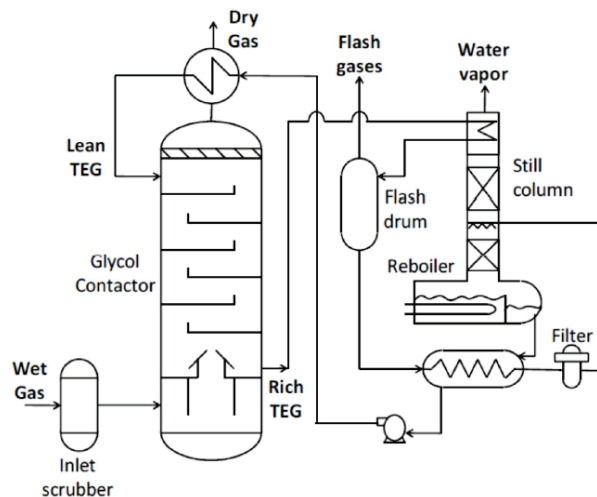 Dry
Gas
Flash
gases
Water
vapor
Lean
TEG
Still
column
Flash
drum
Glycol
Contactor
Reboiler
Filter
Wet
Gas
Rich
TEG
Inlet
scrubber